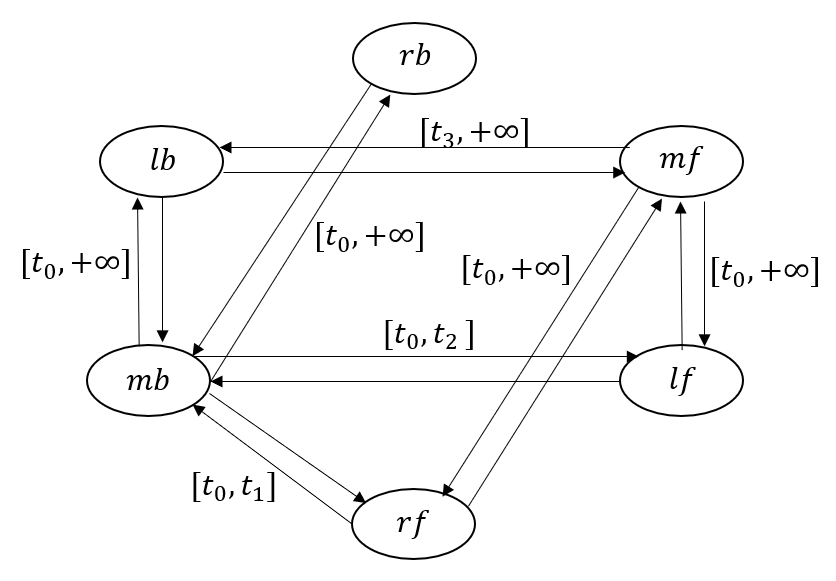 rb
[t₃, +∞]
lb
mf
[t₀, +∞]
[t₀, +∞]
[t₀, +∞]
[t₀, +∞]
[t₀, t₂ ]
mb
lf
[t₀, t₁]
rf